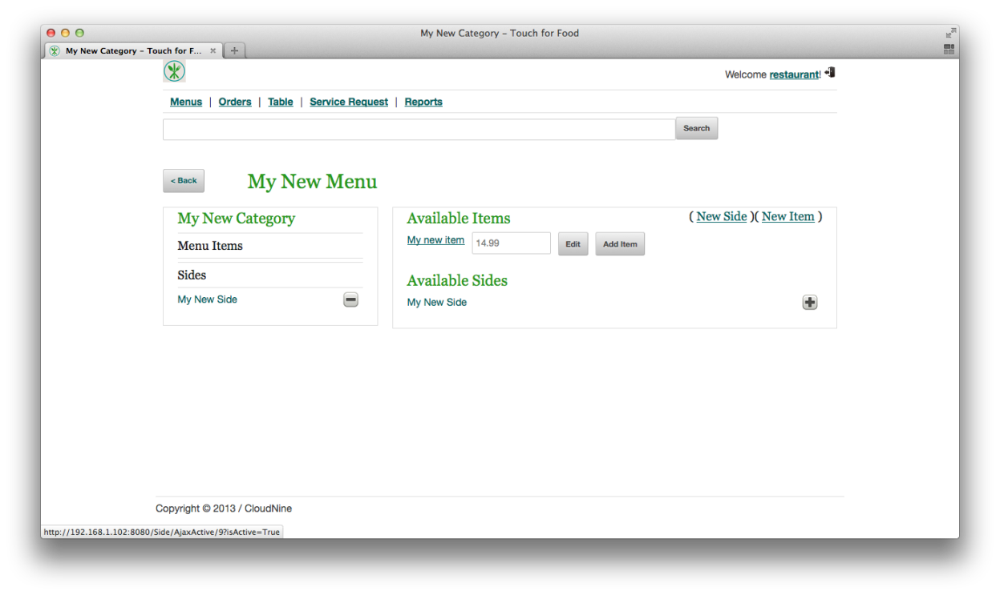 My New Category – Touch for Food
My New Category – Touch for F...
Welcome restaurant!
Menus | Orders | Table | Service Request | Reports
Search
< Back
My New Menu
My New Category
Menu Items
Sides
My New Side
Available Items
( New Side )( New Item )
My new item 14.99 Edit Add Item
Available Sides
My New Side
Copyright © 2013 / CloudNine
http://192.168.1.102:8080/Side/AjaxActive/9?isActive=True